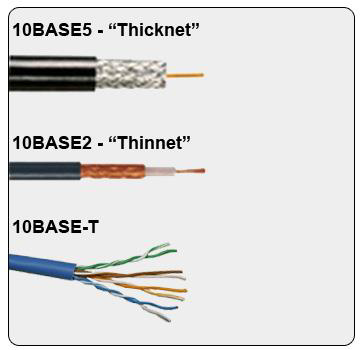 10BASE5 - “Thicknet”
10BASE2 - “Thinnet”
10BASE-T